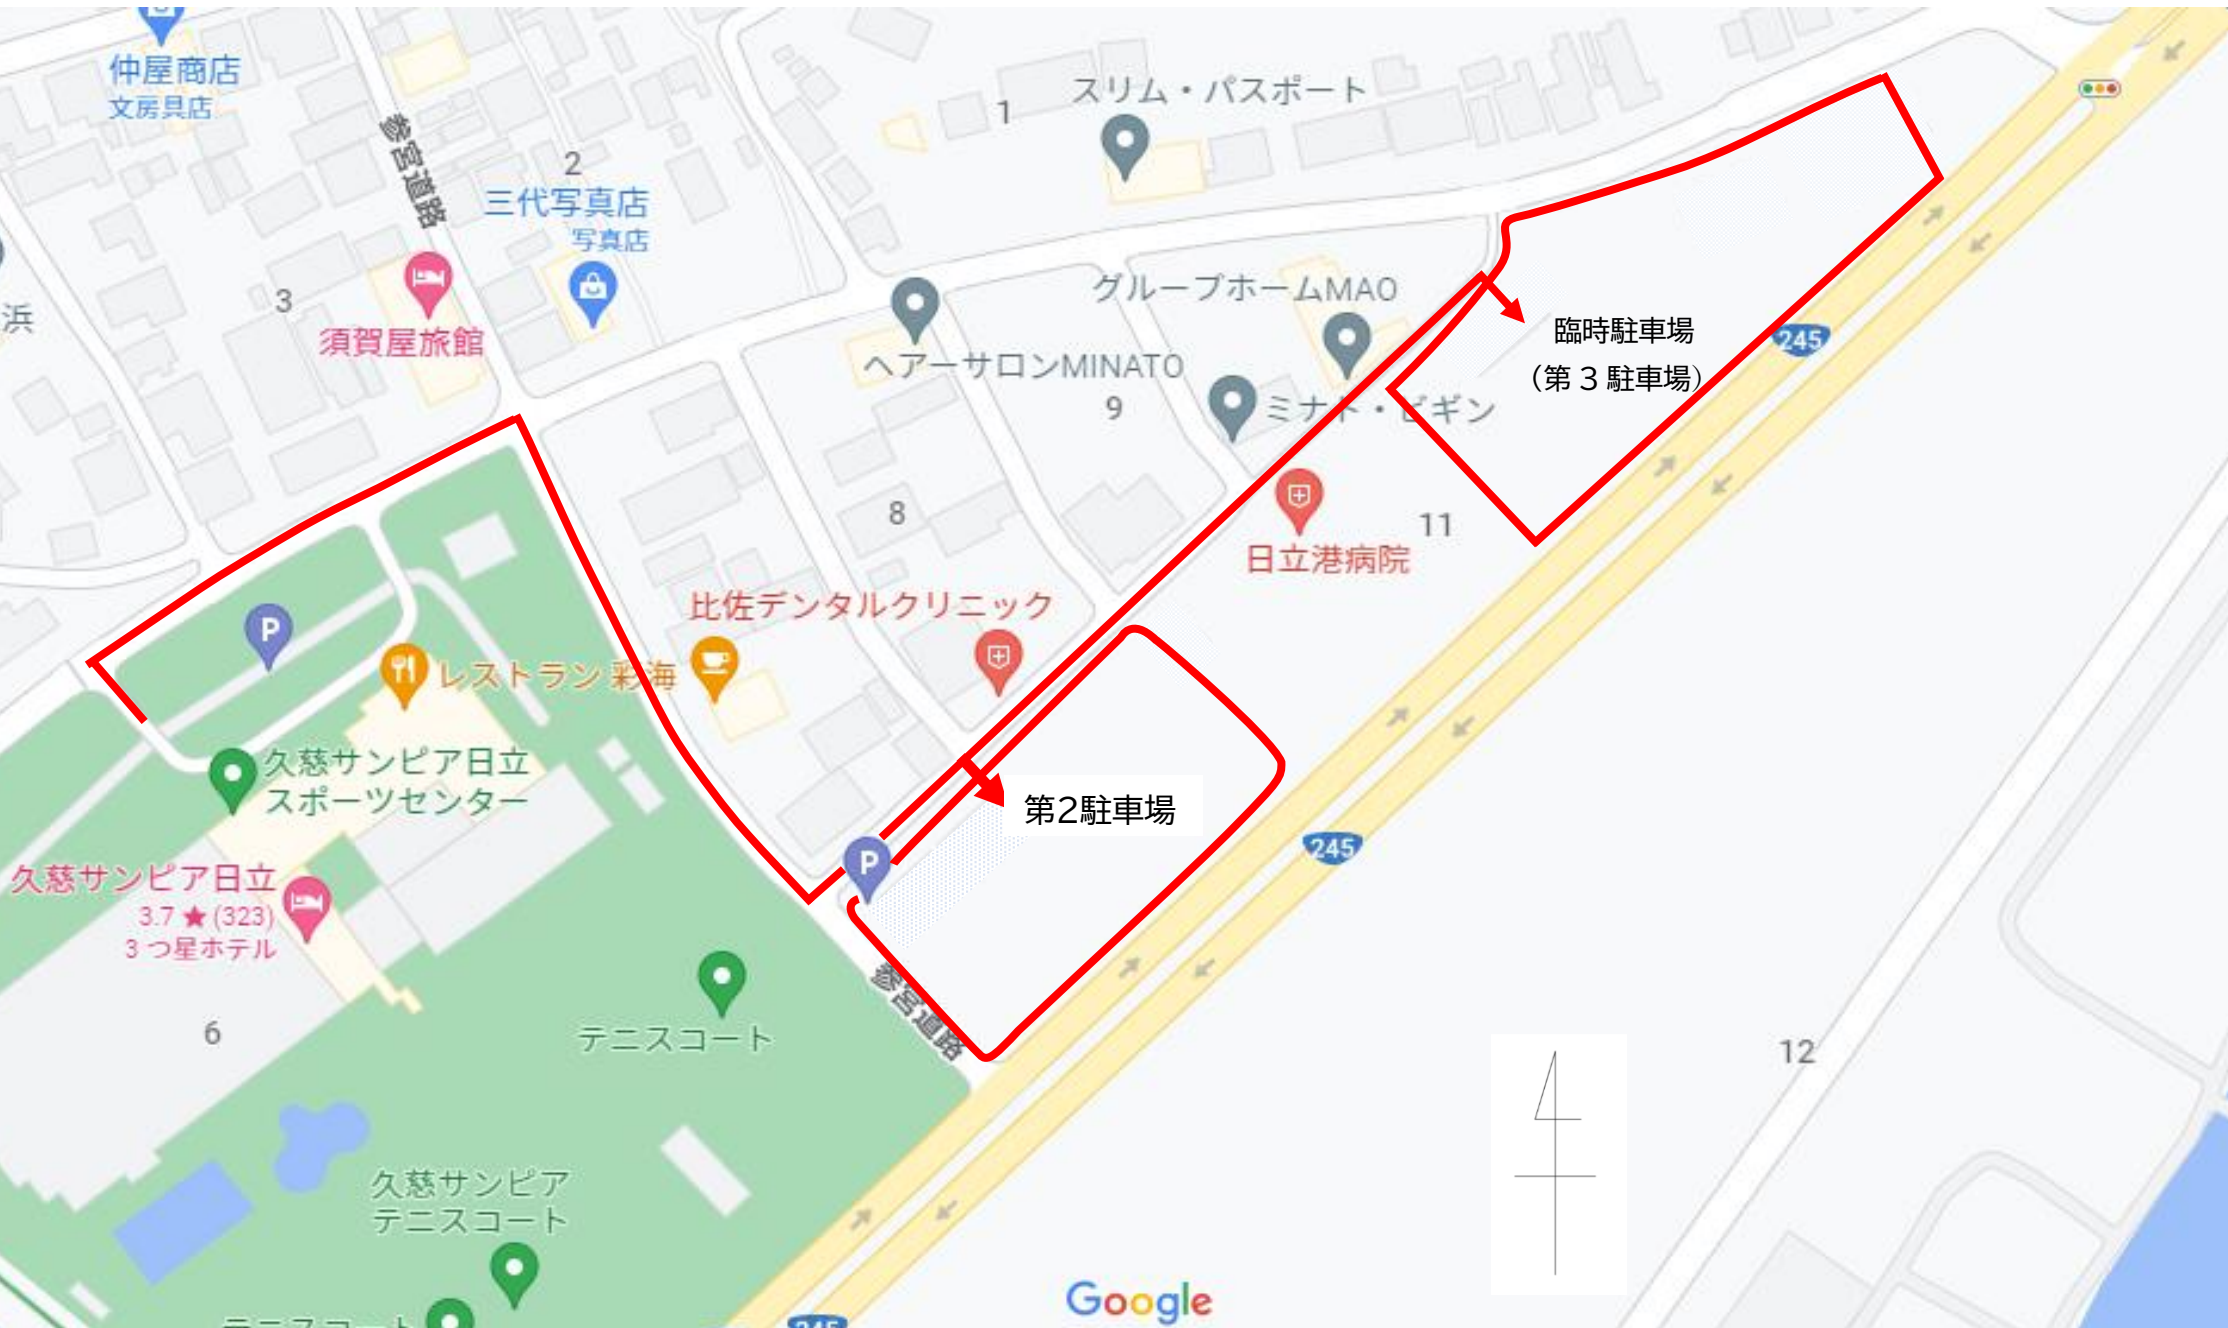 仲屋商店
文房具店
参宮道路
2
三代写真店
写真店
1
スリム・パスポート
浜
3
須賀屋旅館
グループホームMAO
ヘアーサロンMINATO
9
ミナト・ビギン
臨時駐車場
（第３駐車場）
245
8
日立港病院
11
比佐デンタルクリニック
P
レストラン 彩海
久慈サンピア日立
スポーツセンター
第2駐車場
P
245
久慈サンピア日立
3.7 ★ (323)
3 つ星ホテル
6
テニスコート
参宮道路
12
久慈サンピア
テニスコート
Google
テニスコート
245